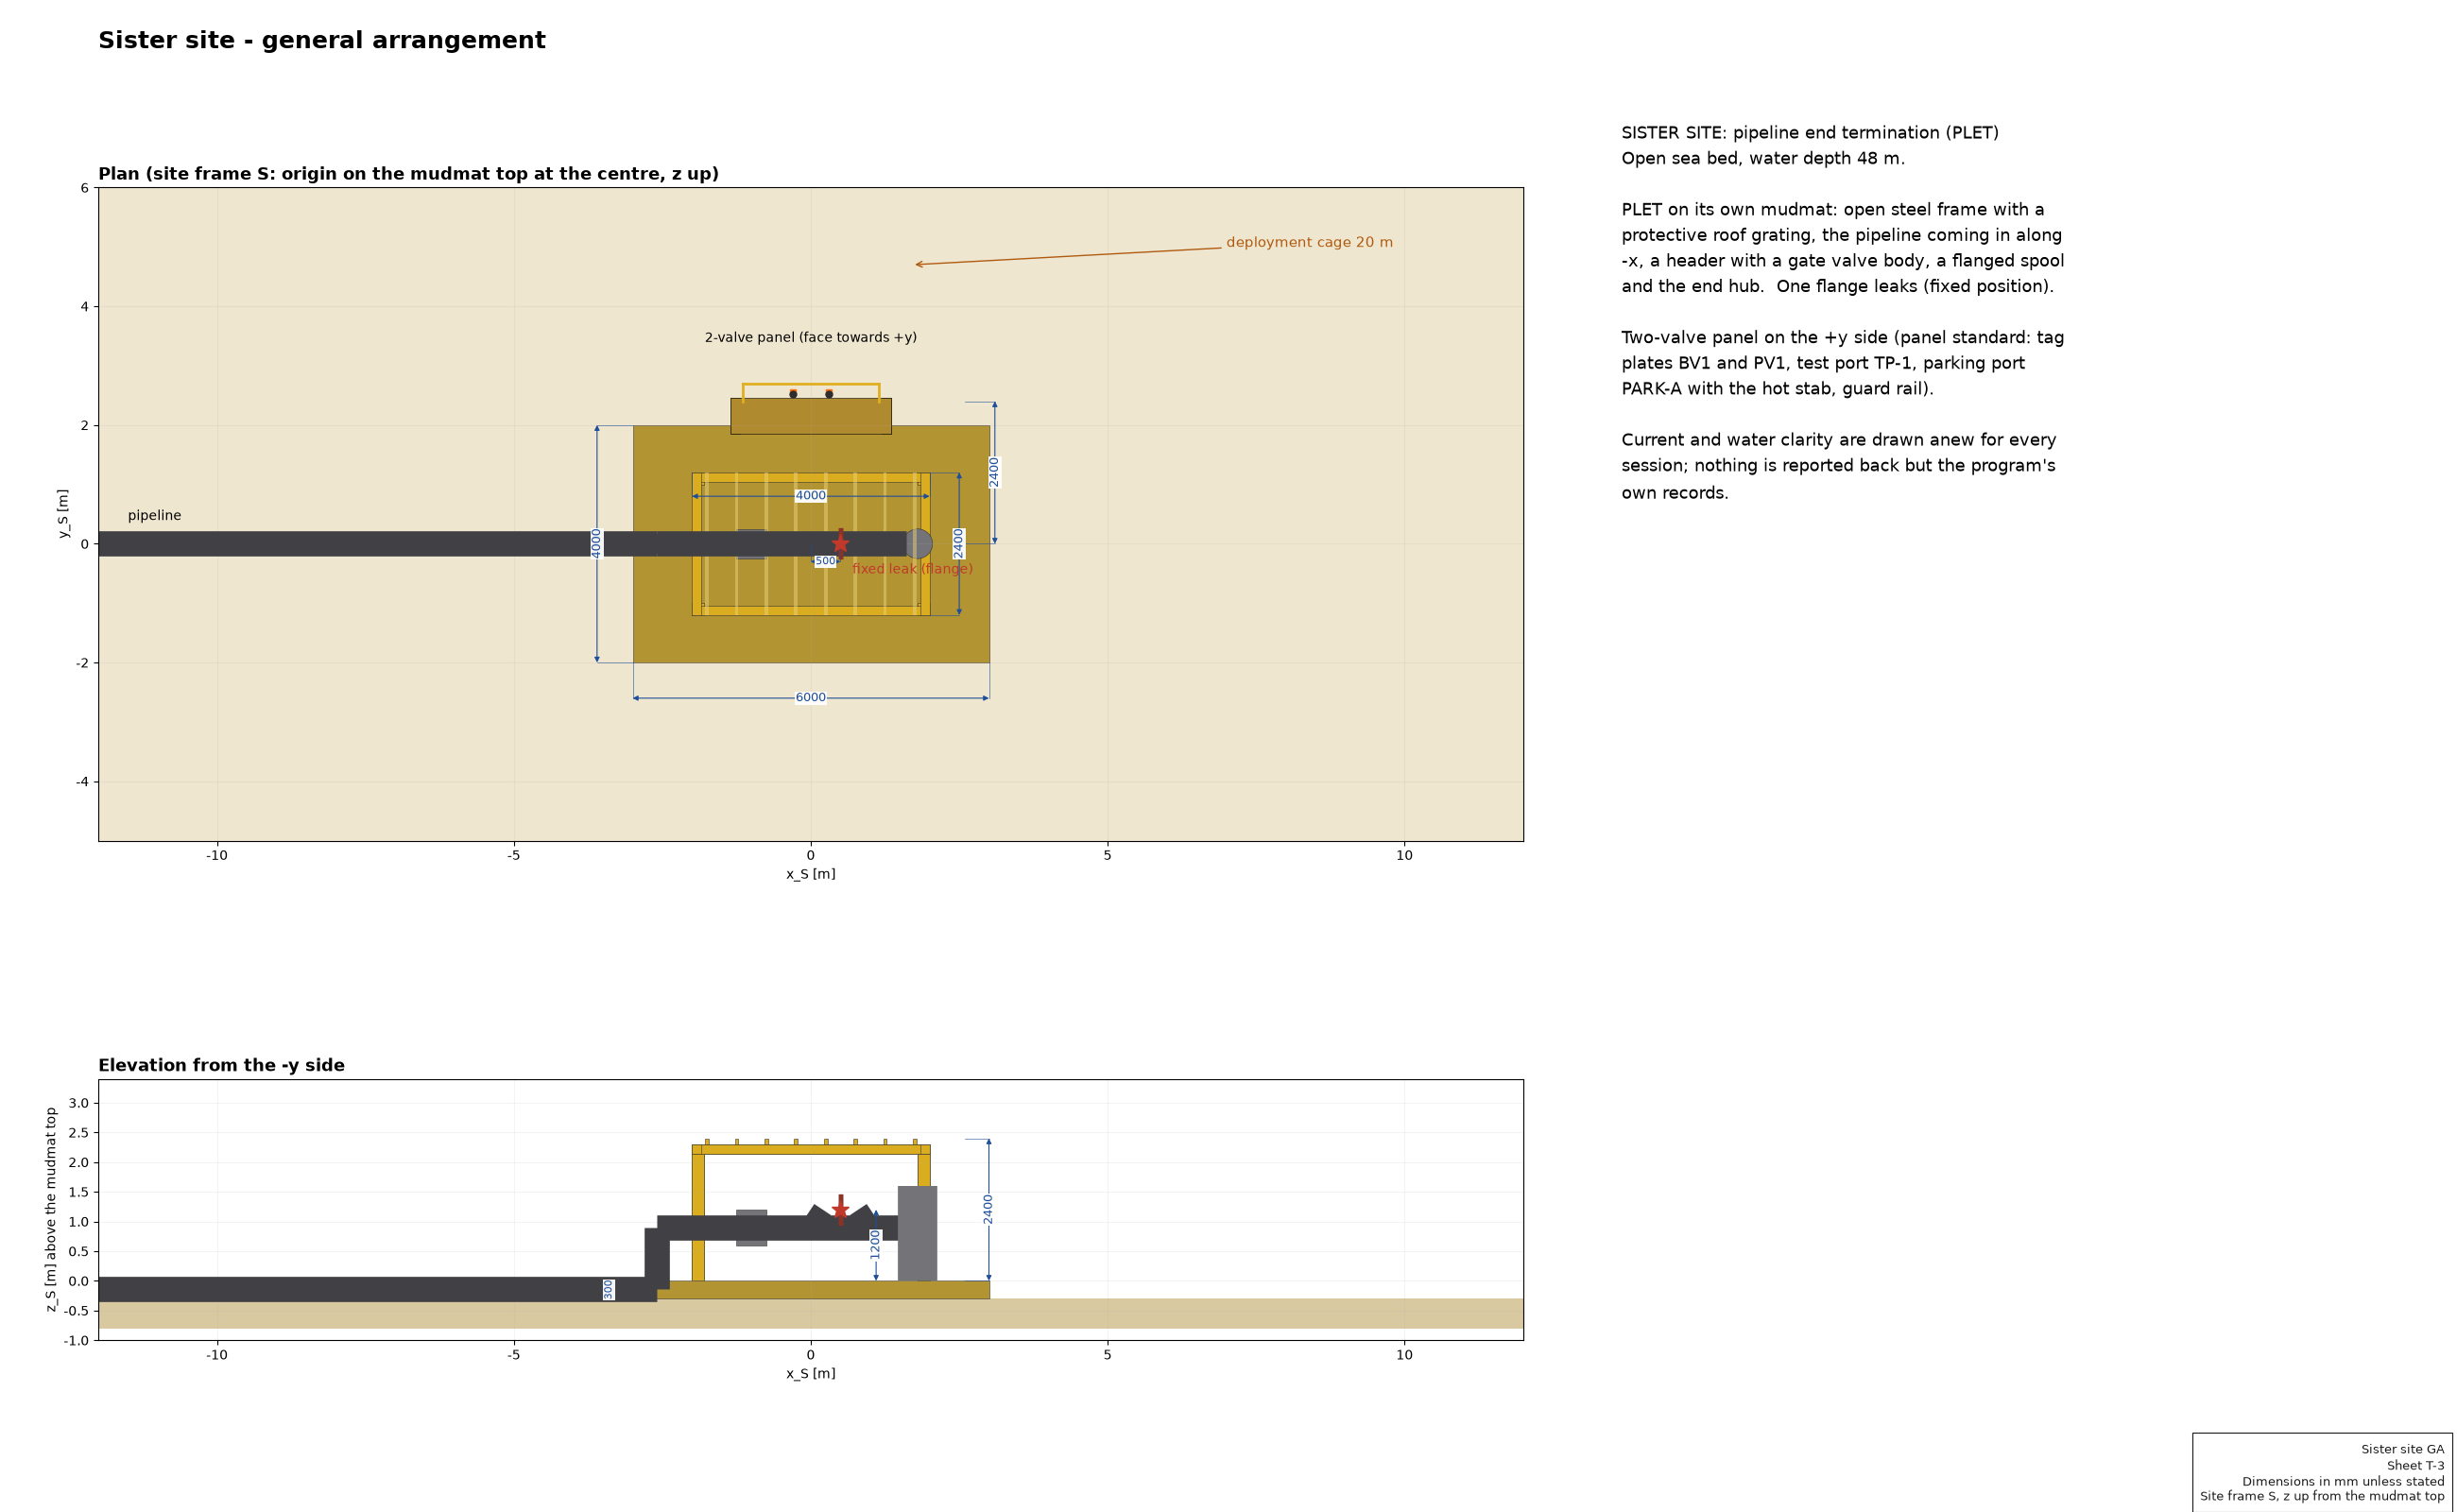 Sister site - general arrangement
Plan (site frame S: origin on the mudmat top at the centre, z up)
6
4
2
0
-2
-4
y_S [m]
deployment cage 20 m
2-valve panel (face towards +y)
pipeline
4000
4000
2400
2400
500
fixed leak (flange)
6000
-10
-5
0
5
10
x_S [m]
SISTER SITE: pipeline end termination (PLET)
Open sea bed, water depth 48 m.
PLET on its own mudmat: open steel frame with a
protective roof grating, the pipeline coming in along
-x, a header with a gate valve body, a flanged spool
and the end hub.  One flange leaks (fixed position).
Two-valve panel on the +y side (panel standard: tag
plates BV1 and PV1, test port TP-1, parking port
PARK-A with the hot stab, guard rail).
Current and water clarity are drawn anew for every
session; nothing is reported back but the program's
own records.
Elevation from the -y side
3.0
2.5
2.0
1.5
1.0
0.5
0.0
-0.5
-1.0
z_S [m] above the mudmat top
300
1200
2400
-10
-5
0
5
10
x_S [m]
Sister site GA
Sheet T-3
Dimensions in mm unless stated
Site frame S, z up from the mudmat top